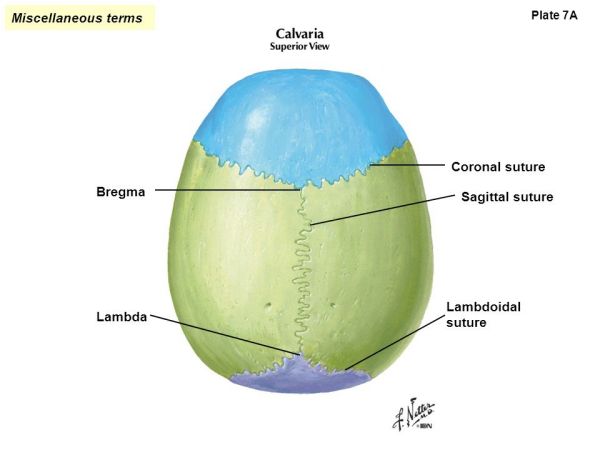 Miscellaneous terms
Plate 7A
Calvaria
Superior View
Coronal suture
Bregma
Sagittal suture
Lambda
Lambdoidal
suture
F. Netter
M.D.